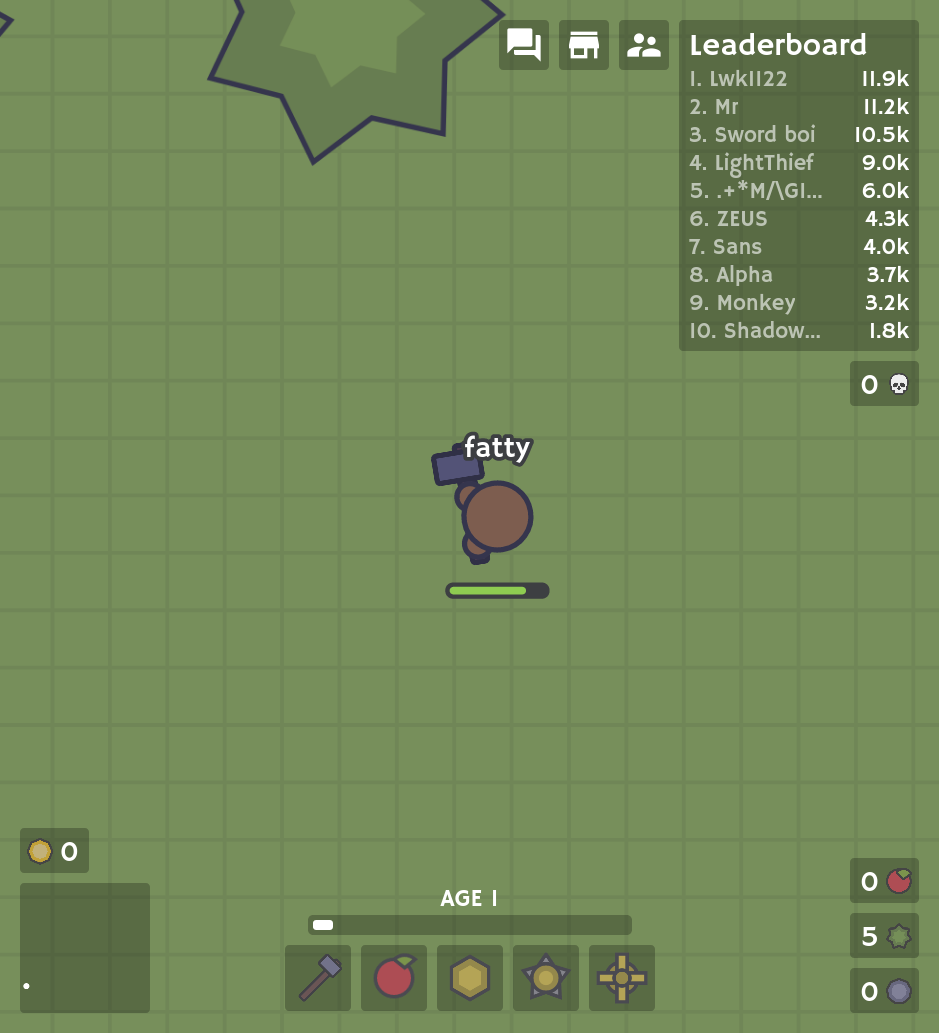 Leaderboard
1. Lwk1122 11.9k
2. Mr 11.2k
3. Sword boi 10.5k
4. LightThief 9.0k
5. .+*M/\GI... 6.0k
6. ZEUS 4.3k
7. Sans 4.0k
8. Alpha 3.7k
9. Monkey 3.2k
10. Shadow... 1.8k
0
fatty
0
AGE 1
0
5
0